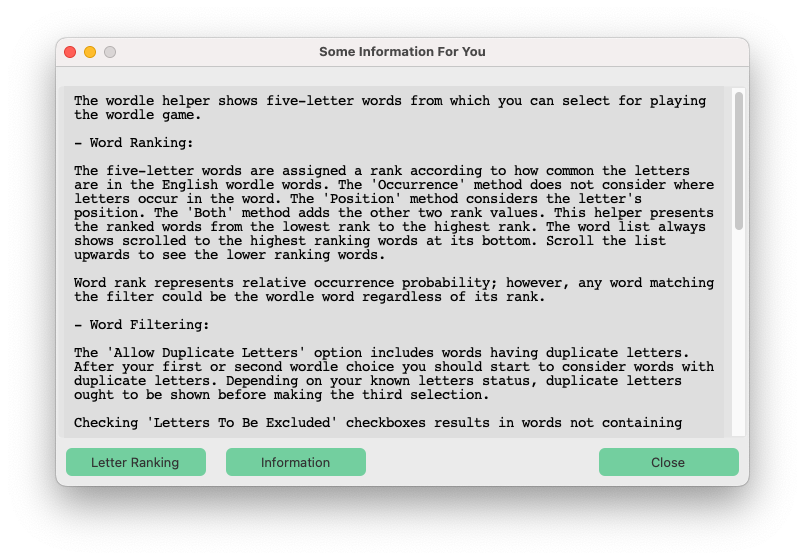 Some Information For You
The wordle helper shows five-letter words from which you can select for playing
the wordle game.
- Word Ranking:
The five-letter words are assigned a rank according to how common the letters
are in the English wordle words. The 'Occurrence' method does not consider where
letters occur in the word. The 'Position' method considers the letter's
position. The 'Both' method adds the other two rank values. This helper presents
the ranked words from the lowest rank to the highest rank. The word list always
shows scrolled to the highest ranking words at its bottom. Scroll the list
upwards to see the lower ranking words.
Word rank represents relative occurrence probability; however, any word matching
the filter could be the wordle word regardless of its rank.
- Word Filtering:
The 'Allow Duplicate Letters' option includes words having duplicate letters.
After your first or second wordle choice you should start to consider words with
duplicate letters. Depending on your known letters status, duplicate letters
ought to be shown before making the third selection.
Checking 'Letters To Be Excluded' checkboxes results in words not containing
Letter Ranking
Information
Close